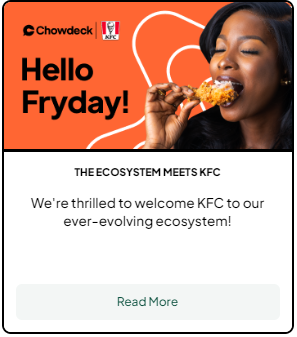 Chowdeck
KFC
Hello
Fryday!
THE ECOSYSTEM MEETS KFC
We're thrilled to welcome KFC to our
ever-evolving ecosystem!
Read More